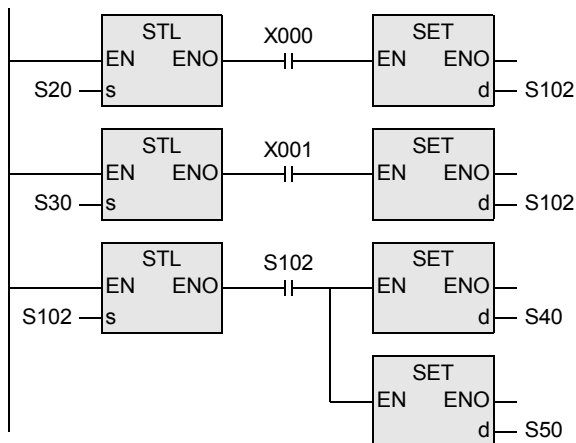 STL X000 SET
EN ENO EN ENO
S20 s d S102
STL X001 SET
EN ENO EN ENO
S30 s d S102
STL S102 SET
EN ENO EN ENO
S102 s d S40
SET
EN ENO
d S50